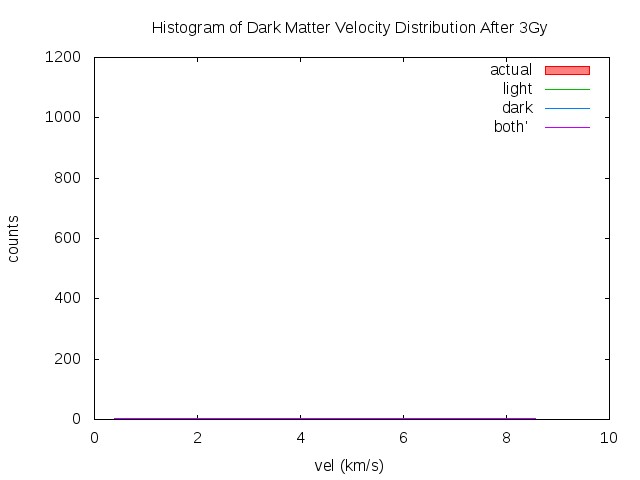 Histogram of Dark Matter Velocity Distribution After 3Gy
1200
1000
800
600
400
200
0
counts
actual
light
dark
both'
0 2 4 6 8 10
vel (km/s)